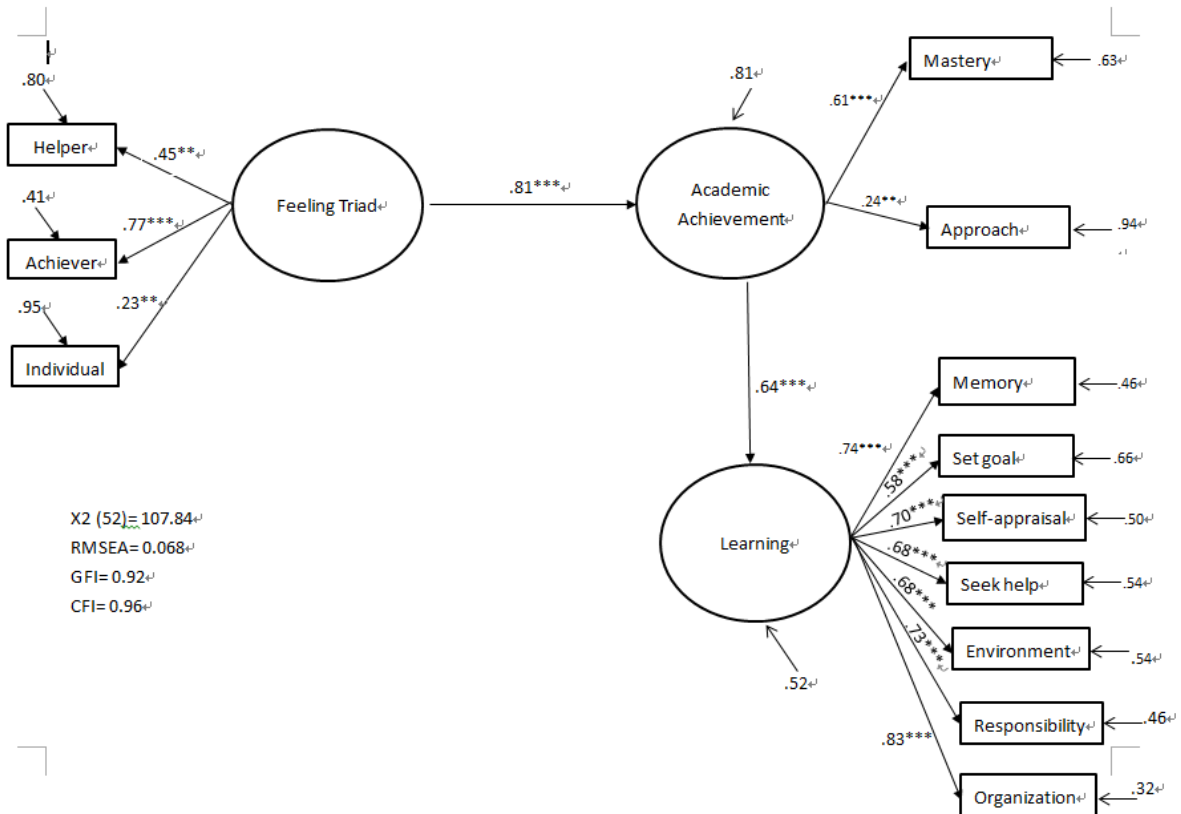 .80
Helper
.45**
.41
Achiever
.77***
.95
.23**
Individual
Feeling Triad
.81***
.81
Academic
Achievement
.61***
Mastery
.63
.24**
Approach
.94
.64***
Learning
.52
.74***
Memory
.46
.58***
Set goal
.66
.70***
Self-appraisal
.50
.68***
Seek help
.54
.68***
Environment
.54
.73***
Responsibility
.46
.83***
Organization
.32
X2 (52)= 107.84
RMSEA= 0.068
GFI= 0.92
CFI= 0.96